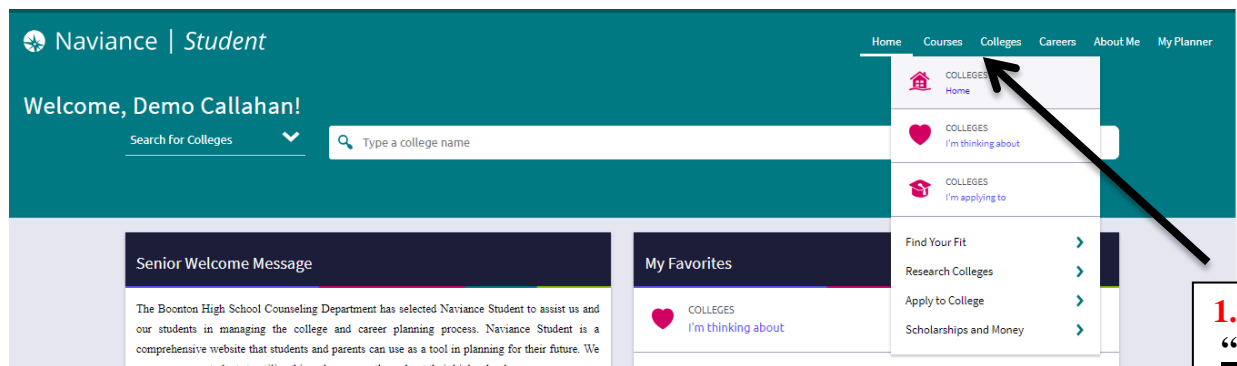 Naviance | Student
Home Courses Colleges Careers About Me My Planner
Welcome, Demo Callahan!
Search for Colleges
Type a college name
COLLEGES
Home
COLLEGES
I'm thinking about
COLLEGES
I'm applying to
Find Your Fit
Research Colleges
Apply to College
Scholarships and Money
Senior Welcome Message
The Boonton High School Counseling Department has selected Naviance Student to assist us and
our students in managing the college and career planning process. Naviance Student is a
comprehensive website that students and parents can use as a tool in planning for their future. We
My Favorites
COLLEGES
I'm thinking about
1.
“